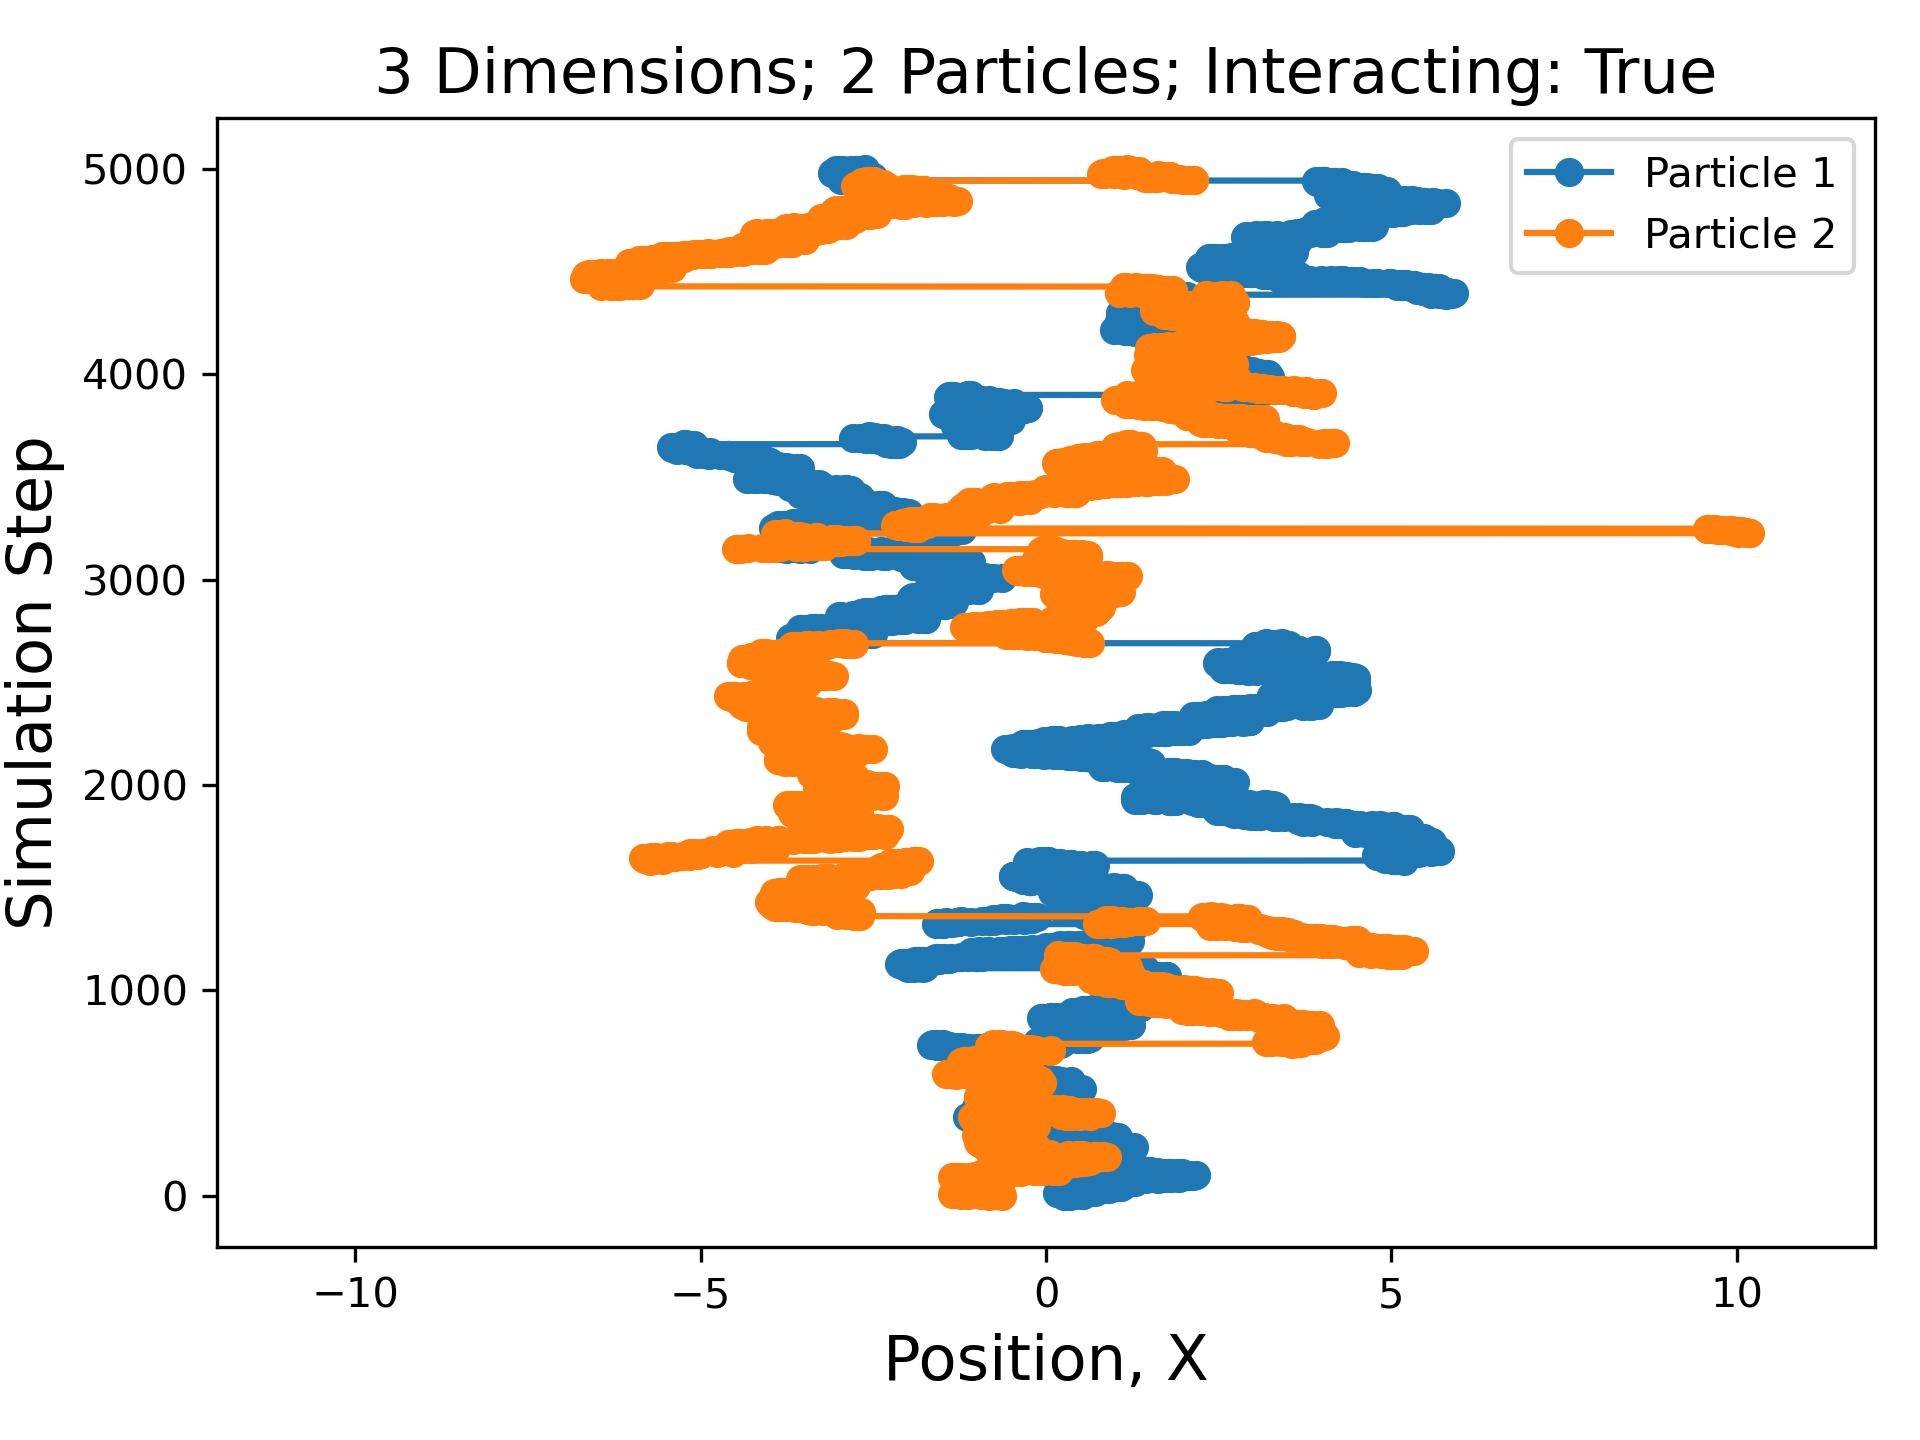 3 Dimensions; 2 Particles; Interacting: True
Particle 1
Particle 2
5000
4000
3000
2000
1000
0
Simulation Step
−10
−5
0
5
10
Position, X